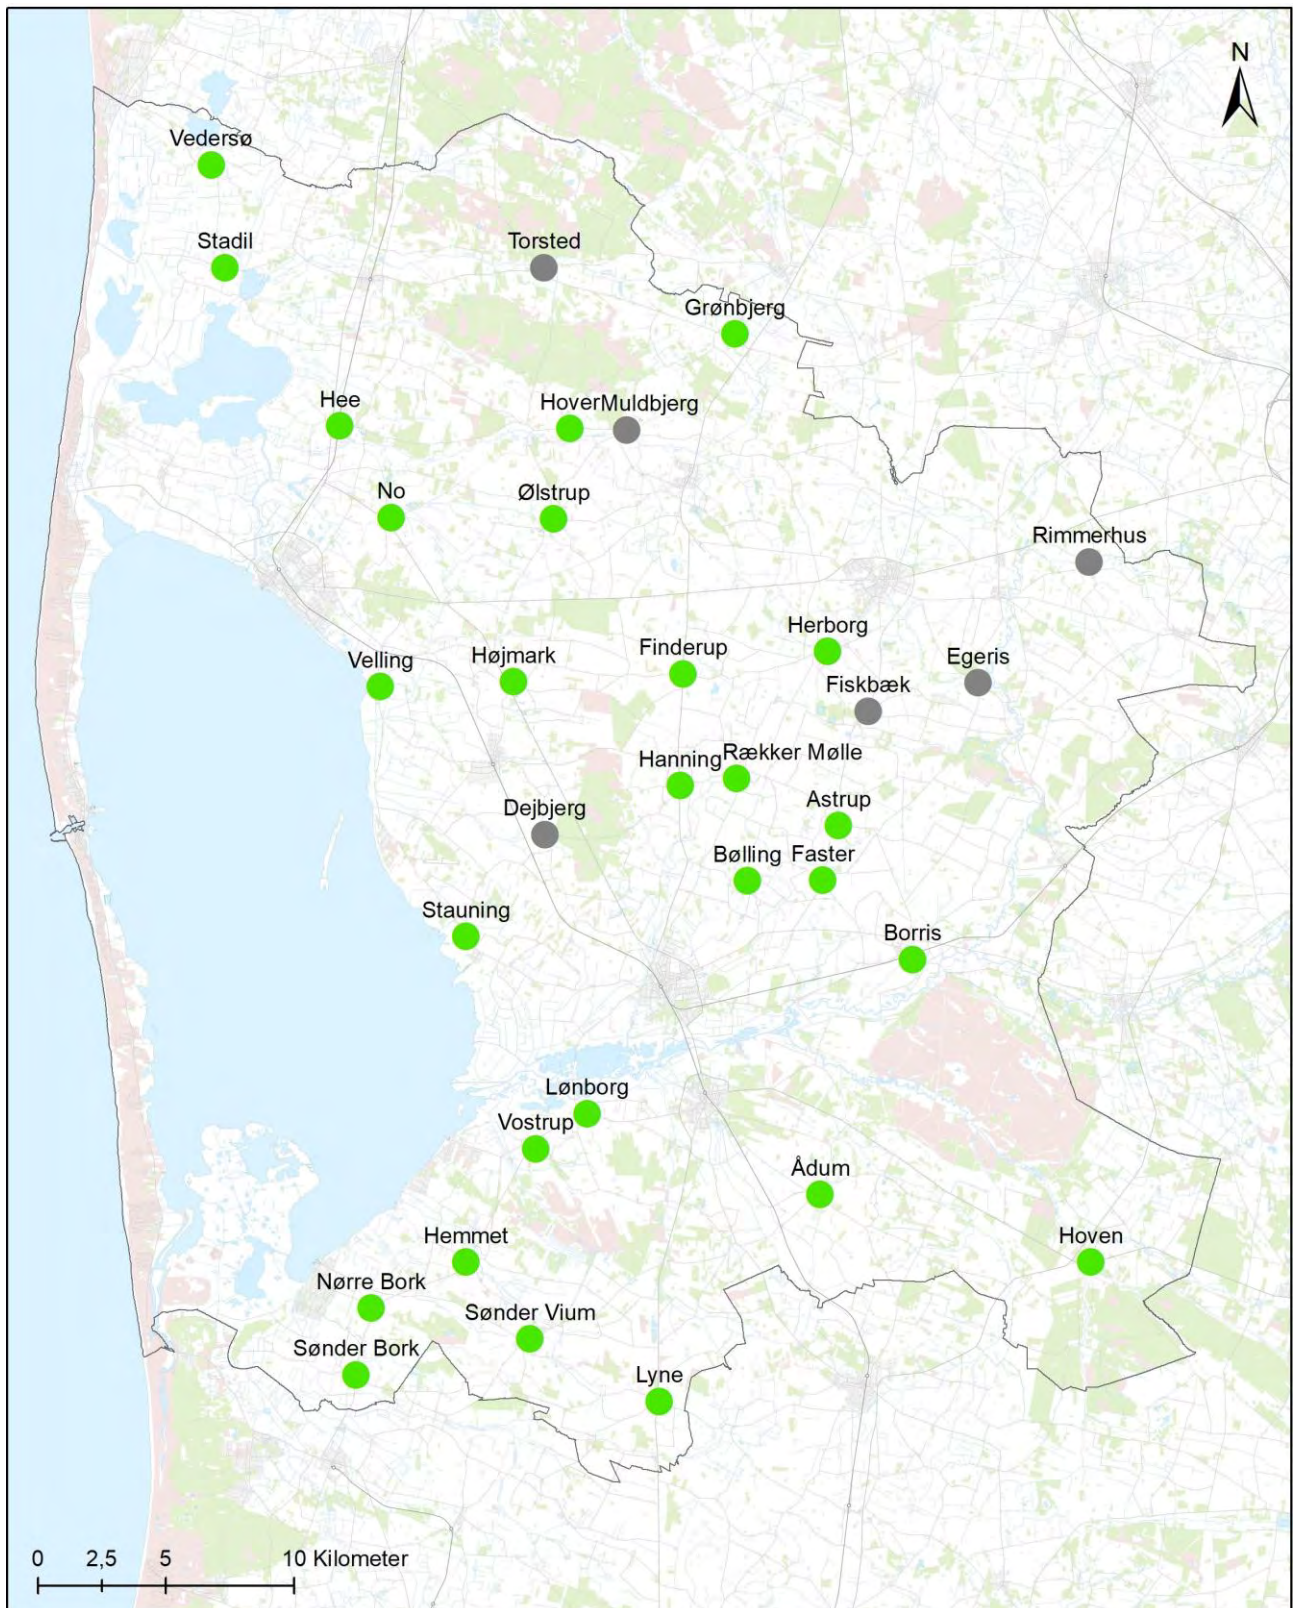 N
Vedersø
Stadil
Torsted
Grønbjerg
Hee
Hover
Muldbjerg
No
Ølstrup
Rimmerhus
Herborg
Finderup
Højmark
Velling
Egeris
Fiskbæk
Hanning
Rækker Mølle
Dejbjerg
Astrup
Bølling
Faster
Stauning
Borris
Lønborg
Vostrup
Ådum
Hemmet
Hoven
Nørre Bork
Sønder Vium
Sønder Bork
Lyne
0 2,5 5 10 Kilometer